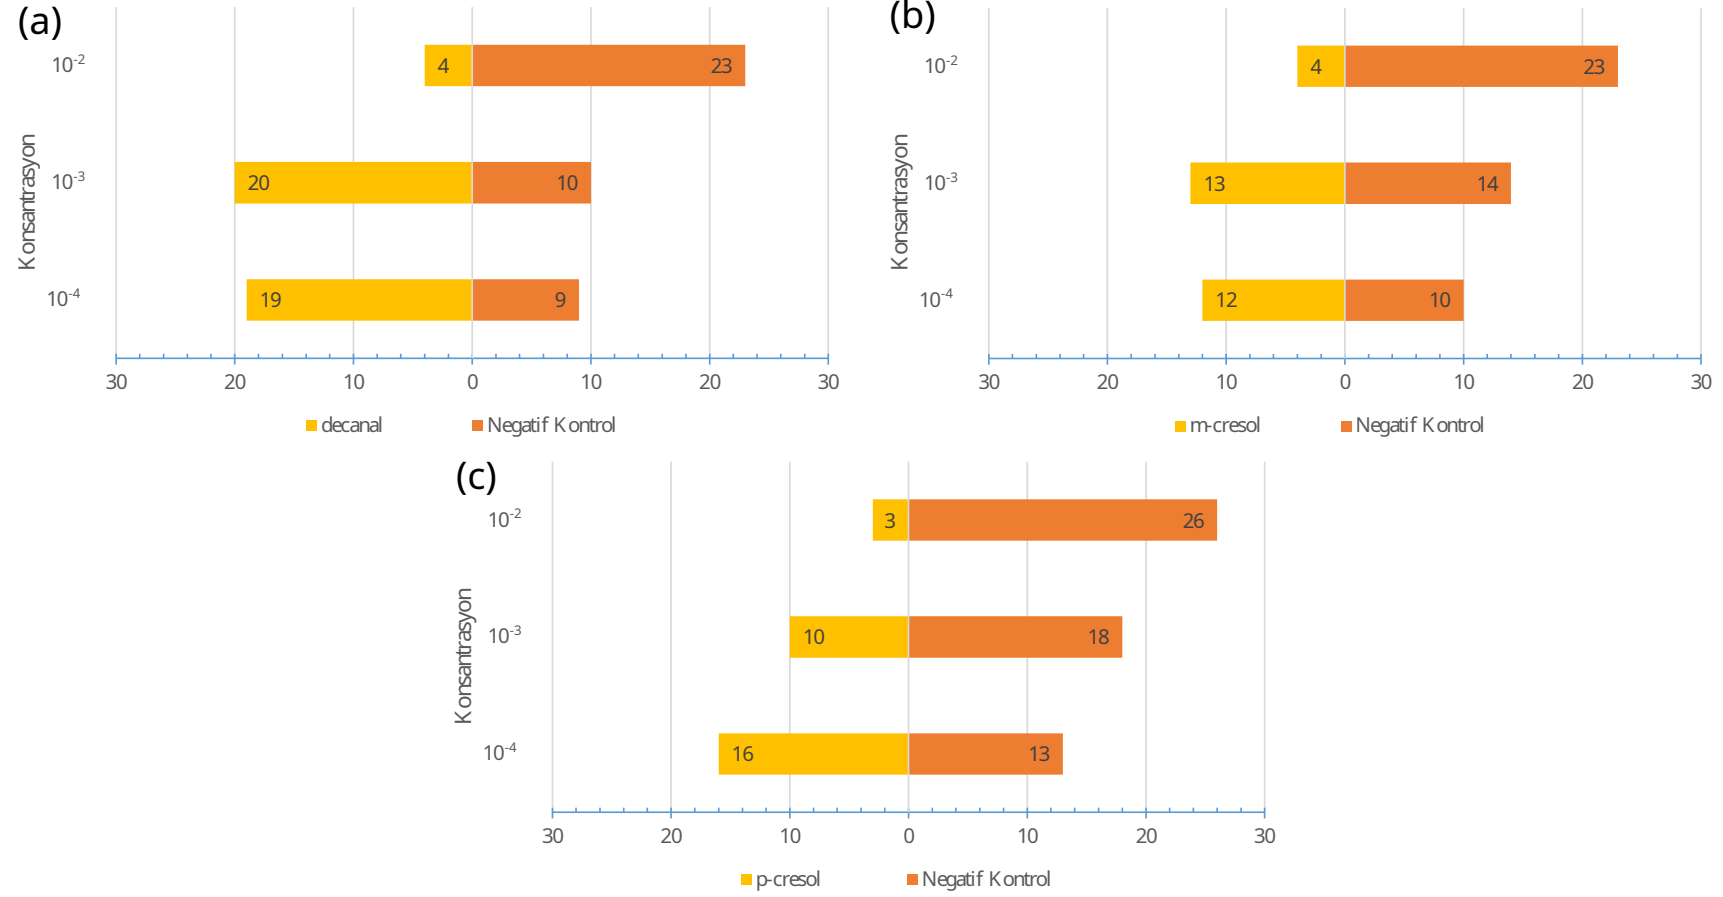 (a)
10-2
4 23
Konsantrasyon
10-3
20 10
10-4
19 9
30 20 10 0 10 20 30
decanal Negatif Kontrol
(b)
10-2
4 23
Konsantrasyon
10-3
13 14
10-4
12 10
30 20 10 0 10 20 30
m-cresol Negatif Kontrol
(c)
10-2
3 26
Konsantrasyon
10-3
10 18
10-4
16 13
30 20 10 0 10 20 30
p-cresol Negatif Kontrol